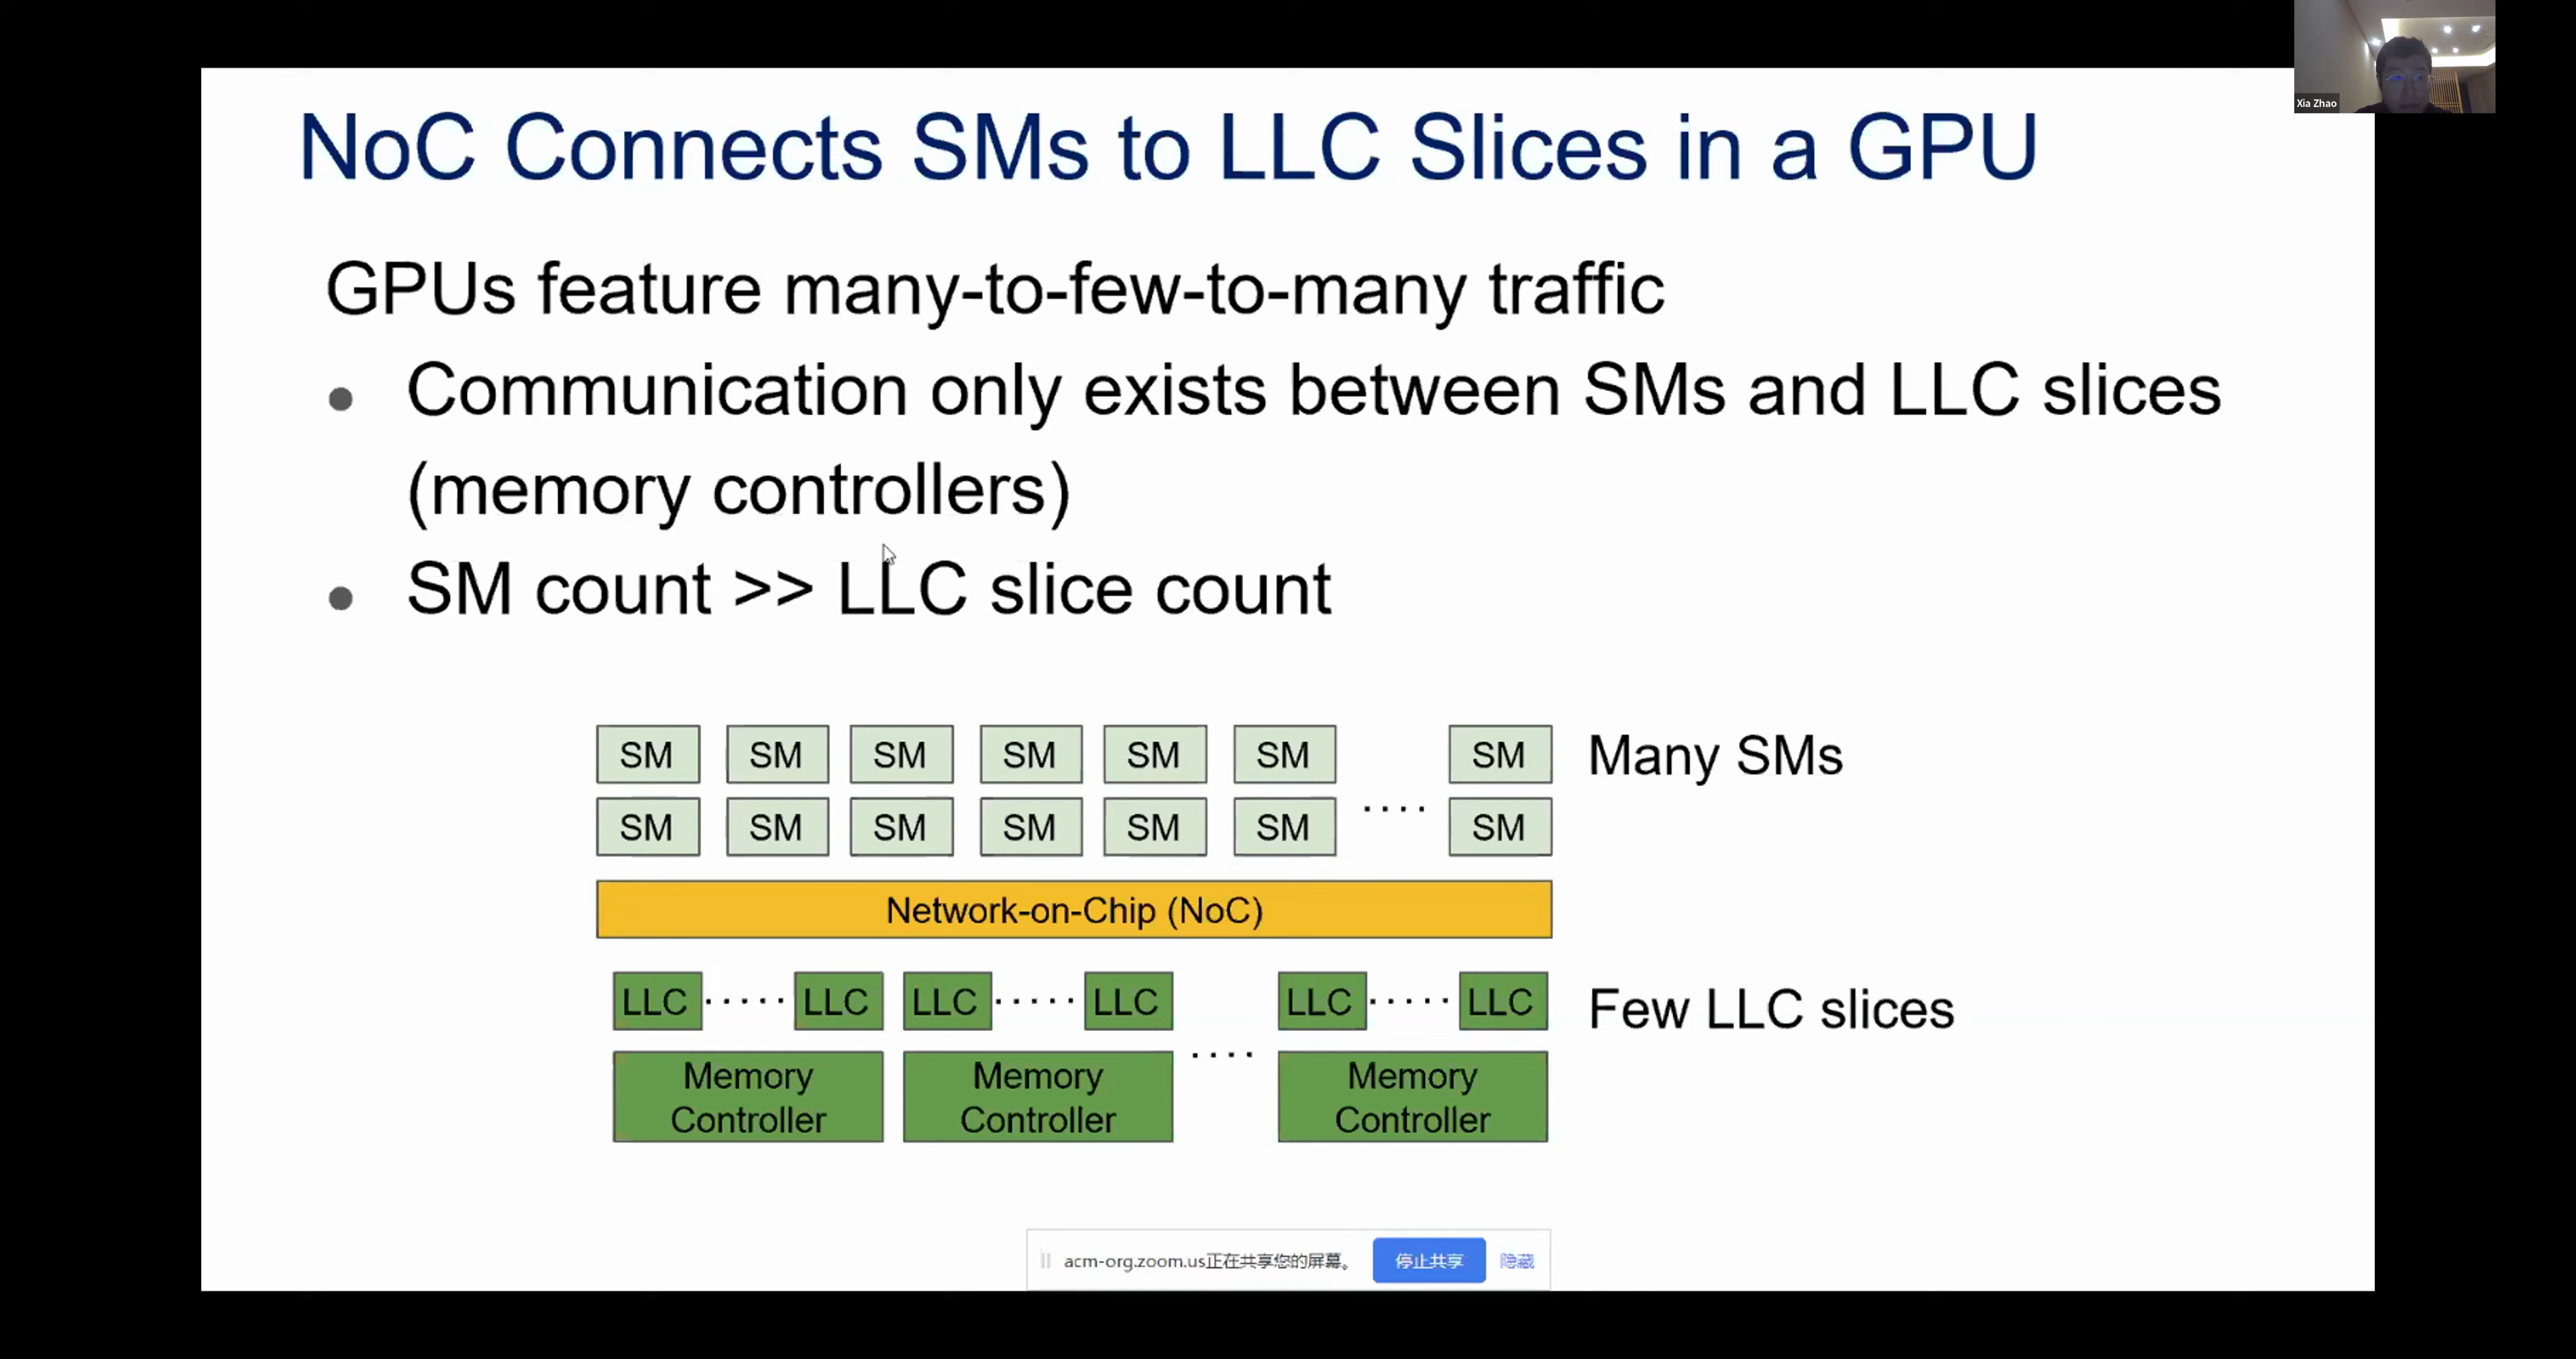 Xia Zhao
NoC Connects SMs to LLC Slices in a GPU
GPUs feature many-to-few-to-many traffic
Communication only exists between SMs and LLC slices
(memory controllers)
SM count >> LLC slice count
SM SM SM SM SM SM SM Many SMs
SM SM SM SM SM SM .... SM
Network-on-Chip (NoC)
LLC ..... LLC LLC ..... LLC LLC ..... LLC Few LLC slices
Memory Memory .... Memory
Controller Controller Controller
acm-org.zoom.us正在共享您的屏幕。 停止共享 隐藏